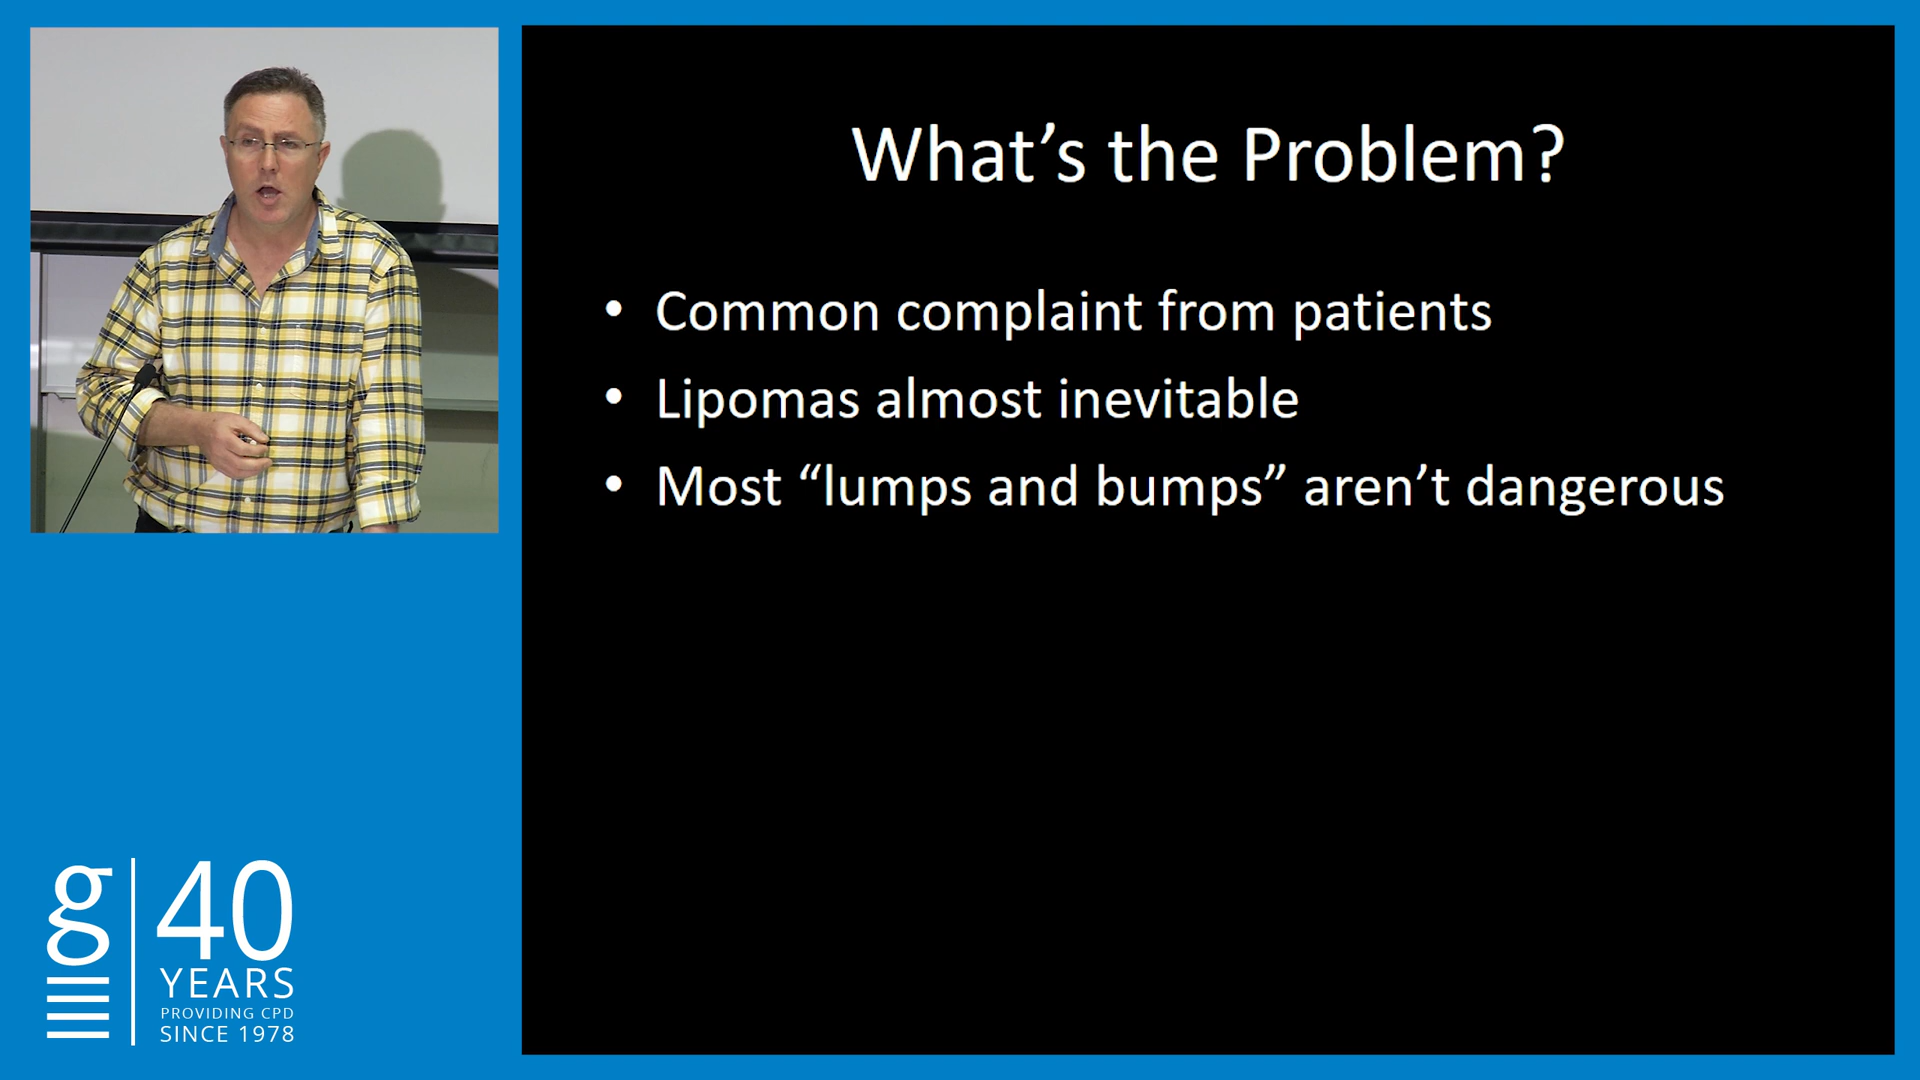 What’s the Problem?
• Common complaint from patients
• Lipomas almost inevitable
• Most “lumps and bumps” aren’t dangerous
g
40
YEARS
PROVIDING CPD
SINCE 1978